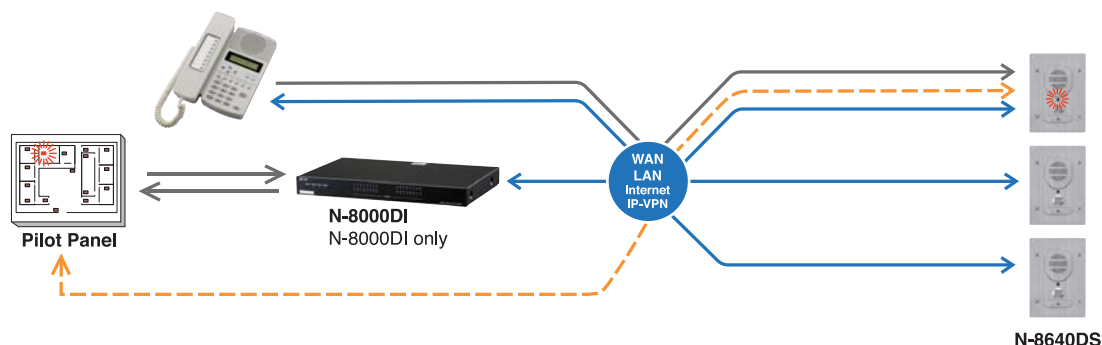 WAN
LAN
Internet
IP-VPN
N-8000DI
N-8000DI only
Pilot Panel
N-8640DS